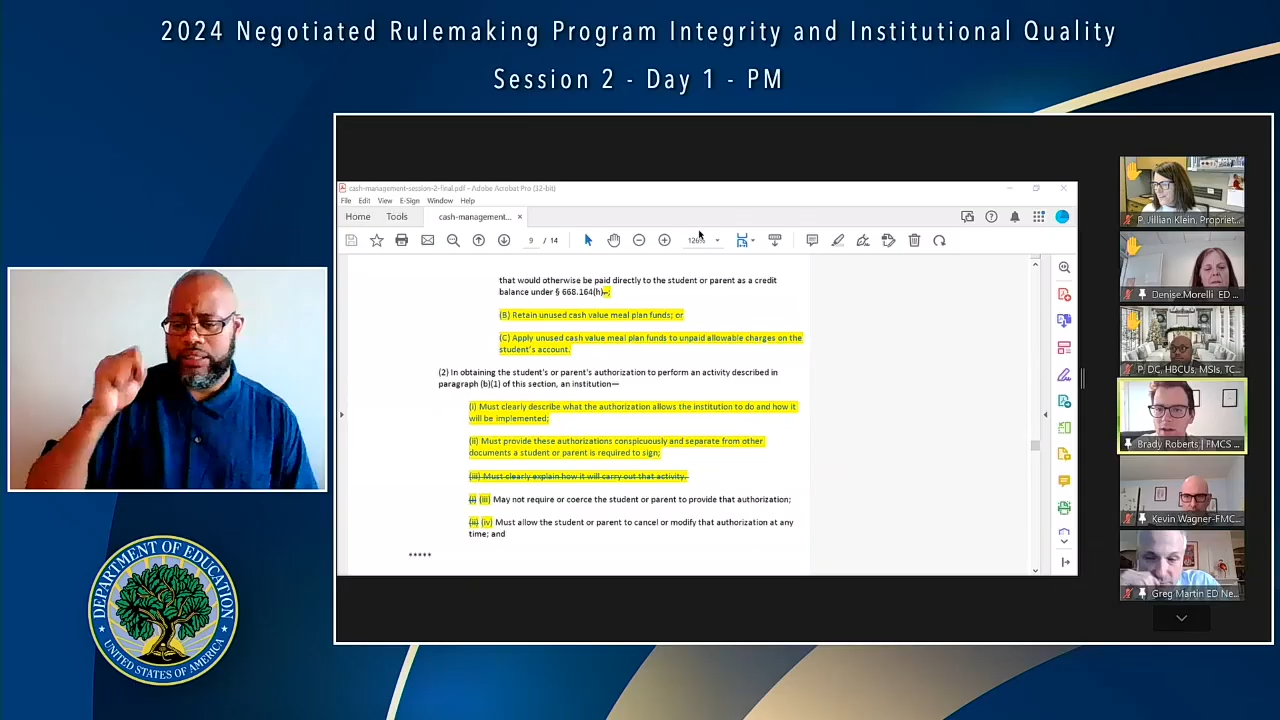 2024 Negotiated Rulemaking Program Integrity and Institutional Quality
Session 2 - Day 1 - PM
cash-management-session-2-final.pdf - Adobe Acrobat Pro (32-bit)
File Edit View E-Sign Window Help
Home Tools cash-management... ×
9 / 14 126%
that would otherwise be paid directly to the student or parent as a credit
balance under § 668.164(h).;
(B) Retain unused cash value meal plan funds; or
(C) Apply unused cash value meal plan funds to unpaid allowable charges on the
student's account.
(2) In obtaining the student's or parent's authorization to perform an activity described in
paragraph (b)(1) of this section, an institution—
(i) Must clearly describe what the authorization allows the institution to do and how it
will be implemented;
(ii) Must provide these authorizations conspicuously and separate from other
documents a student or parent is required to sign;
(iii) Must clearly explain how it will carry out that activity.
(i) (iii) May not require or coerce the student or parent to provide that authorization;
(ii) (iv) Must allow the student or parent to cancel or modify that authorization at any
time; and
*****
P. Jillian Klein, Propriet...
Denise Morelli ED ...
P, DC, HBCUs, MSIs, TC...
Brady Roberts | FMCS ...
Kevin Wagner-FMC...
Greg Martin ED Ne...
DEPARTMENT OF EDUCATION
UNITED STATES OF AMERICA